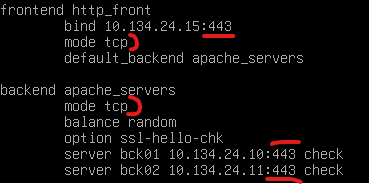 frontend http_front
bind 10.134.24.15:443
mode tcp
default_backend apache_servers
backend apache_servers
mode tcp
balance random
option ssl-hello-chk
server bck01 10.134.24.10:443 check
server bck02 10.134.24.11:443 check